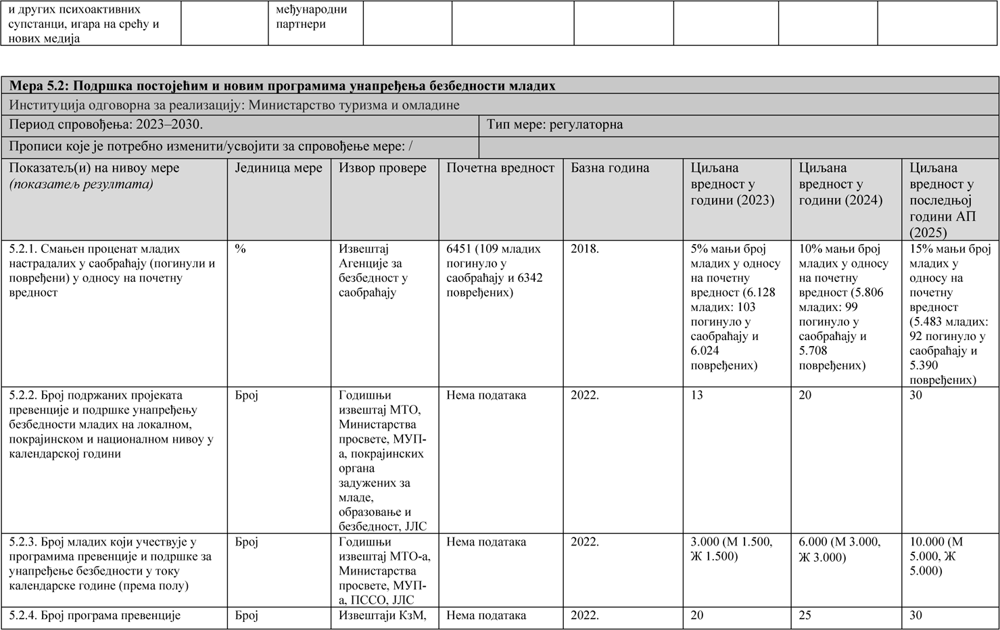 и других психоактивних
супстанци, игара на срећу и
нових медија
међународни
партнери
Мера 5.2: Подршка постојећим и новим програмима унапређења безбедности младих
Институција одговорна за реализацију: Министарство туризма и омладине
Период спровођења: 2023–2030.
Тип мере: регулаторна
Прописи које је потребно изменити/усвојити за спровођење мере: /
Показатељ(и) на нивоу мере
(показатељ резултата)
Јединица мере
Извор провере
Почетна вредност
Базна година
Циљана
вредност у
години (2023)
Циљана
вредност у
години (2024)
Циљана
вредност у
последњој
години АП
(2025)
5.2.1. Смањен проценат младих
настрадалих у саобраћају (погинули и
повређени) у односу на почетну
вредност
%
Извештај
Агенције за
безбедност у
саобраћају
6451 (109 младих
погинуло у
саобраћају и 6342
повређених)
2018.
5% мањи број
младих у односу
на почетну
вредност (6.128
младих: 103
погинуло у
саобраћају и
6.024
повређених)
10% мањи број
младих у односу
на почетну
вредност (5.806
младих: 99
погинуло у
саобраћају и
5.708
повређених)
15% мањи број
младих у
односу на
почетну
вредност
(5.483 младих:
92 погинуло у
саобраћају и
5.390
повређених)
5.2.2. Број подржаних пројеката
превенције и подршке унапређењу
безбедности младих на локалном,
покрајинском и националном нивоу у
календарској години
Број
Годишњи
извештај МТО,
Министарства
просвете, МУП-
а, покрајинских
органа
задужених за
младе,
образовање и
безбедност, ЈЛС
Нема података
2022.
13
20
30
5.2.3. Број младих који учествује у
програмима превенције и подршке за
унапређење безбедности у току
календарске године (према полу)
Број
Годишњи
извештај МТО-а,
Министарства
просвете, МУП-
а, ПССО, ЈЛС
Нема података
2022.
3.000 (М 1.500,
Ж 1.500)
6.000 (М 3.000,
Ж 3.000)
10.000 (М
5.000, Ж
5.000)
5.2.4. Број програма превенције
Број
Извештаји КзМ,
Нема података
2022.
20
25
30